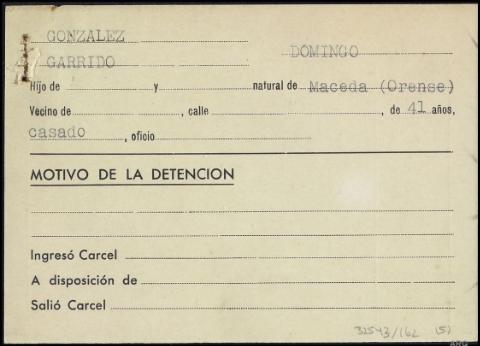 GONZALEZ
DOMINGO
GARRIDO
Hijo de y natural de Maceda (Orense)
Vecino de , calle , de 41 años,
casado , oficio
MOTIVO DE LA DETENCION
Ingresó Carcel
A disposición de
Salió Carcel
32543/162 (5)